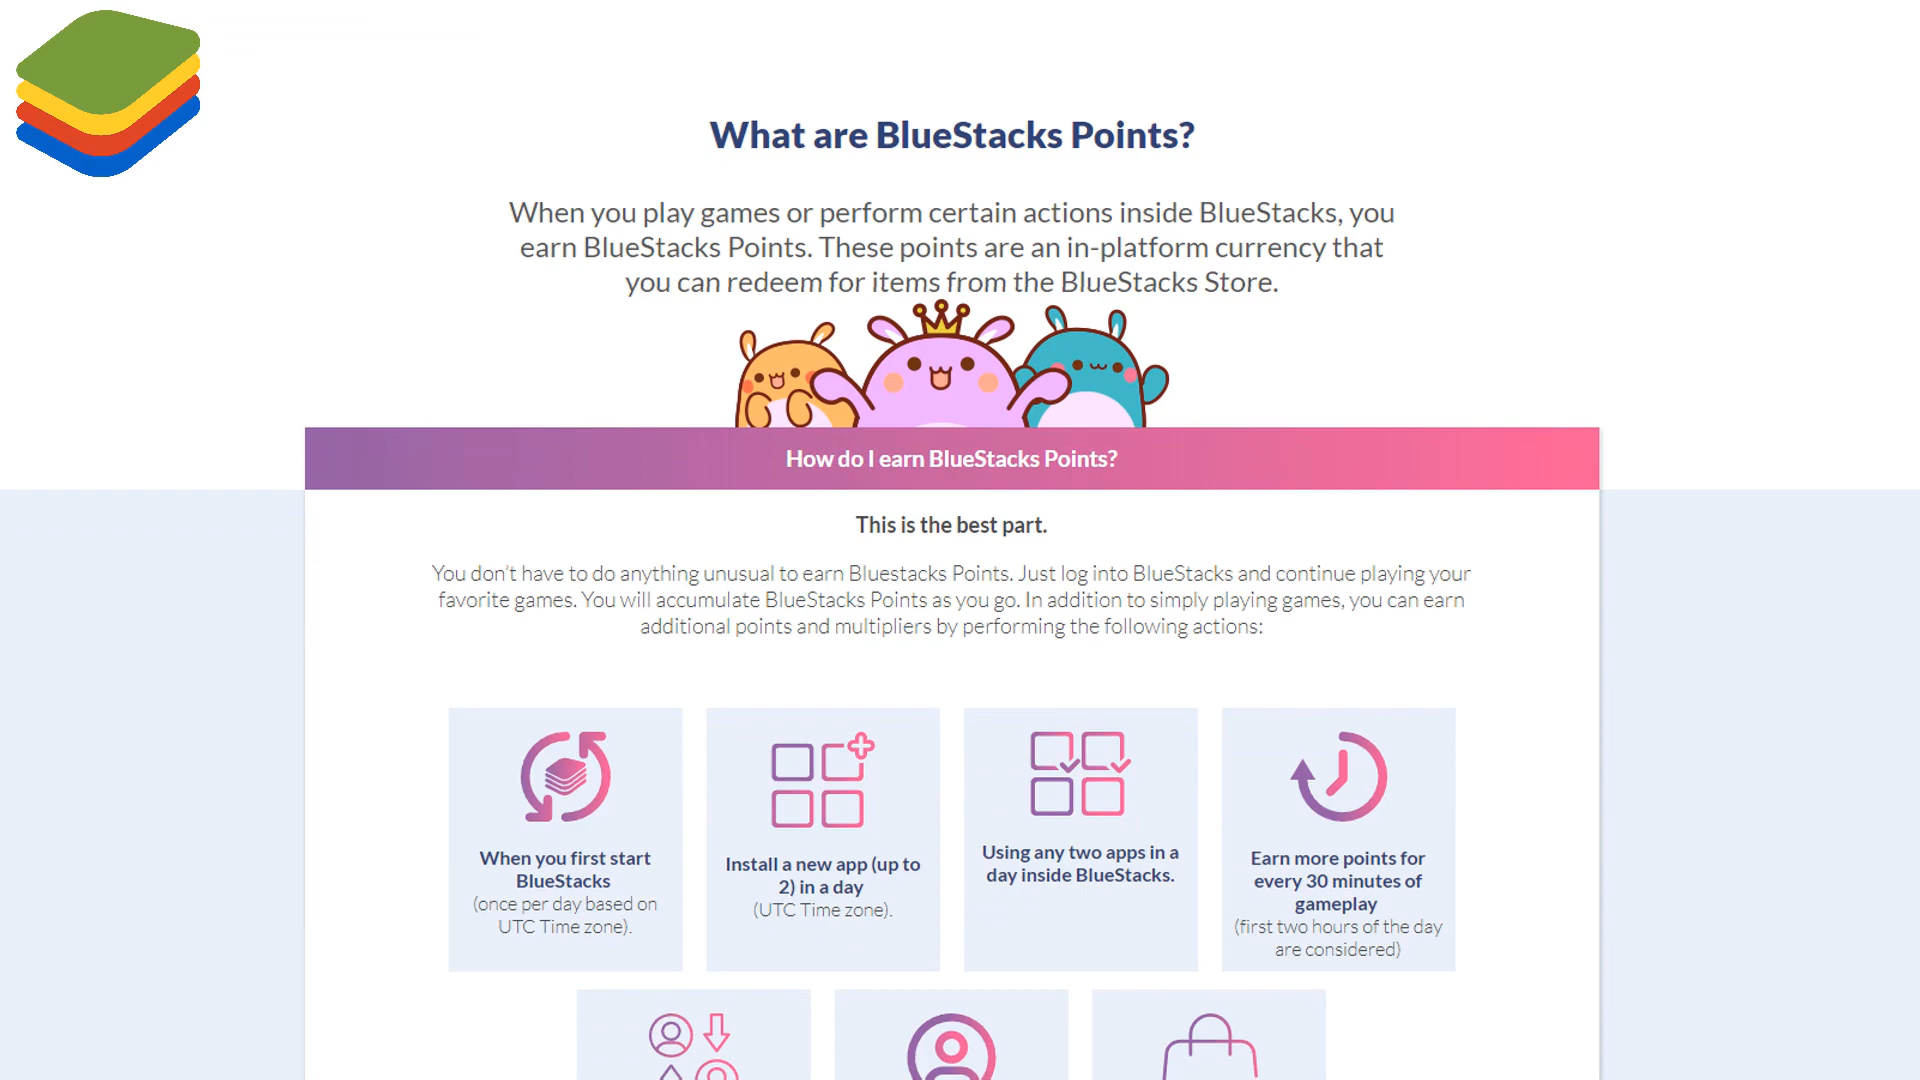 What are BlueStacks Points?
When you play games or perform certain actions inside BlueStacks, you
earn BlueStacks Points. These points are an in-platform currency that
you can redeem for items from the BlueStacks Store.
How do I earn BlueStacks Points?
This is the best part.
You don't have to do anything unusual to earn Bluestacks Points. Just log into BlueStacks and continue playing your
favorite games. You will accumulate BlueStacks Points as you go. In addition to simply playing games, you can earn
additional points and multipliers by performing the following actions:
When you first start
BlueStacks
(once per day based on
UTC Time zone).
Install a new app (up to
2) in a day
(UTC Time zone).
Using any two apps in a
day inside BlueStacks.
Earn more points for
every 30 minutes of
gameplay
(first two hours of the day
are considered)